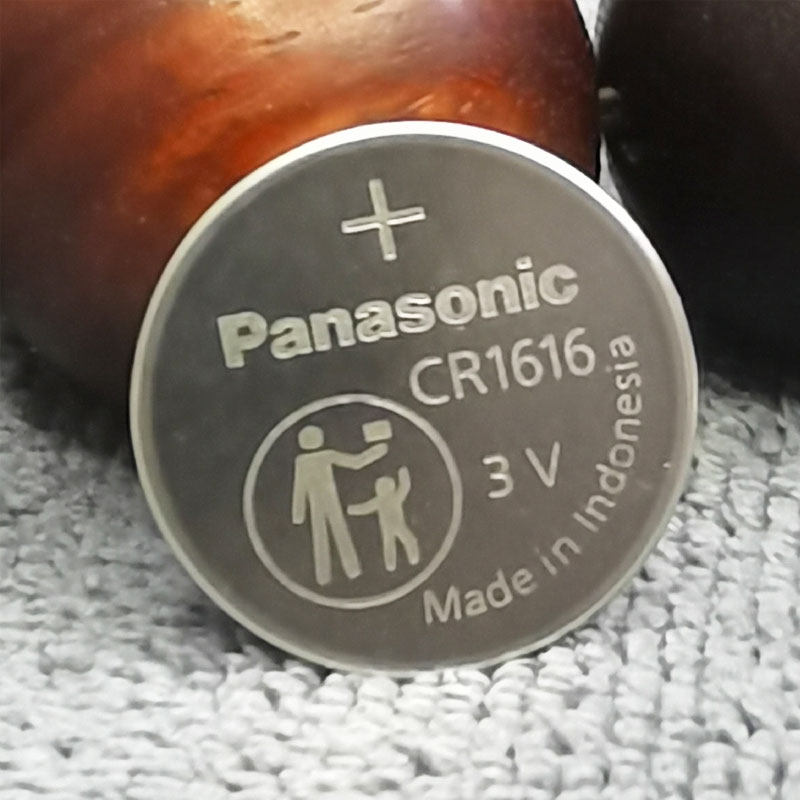 +
Panasonic
CR1616
3 V
Made in Indonesia